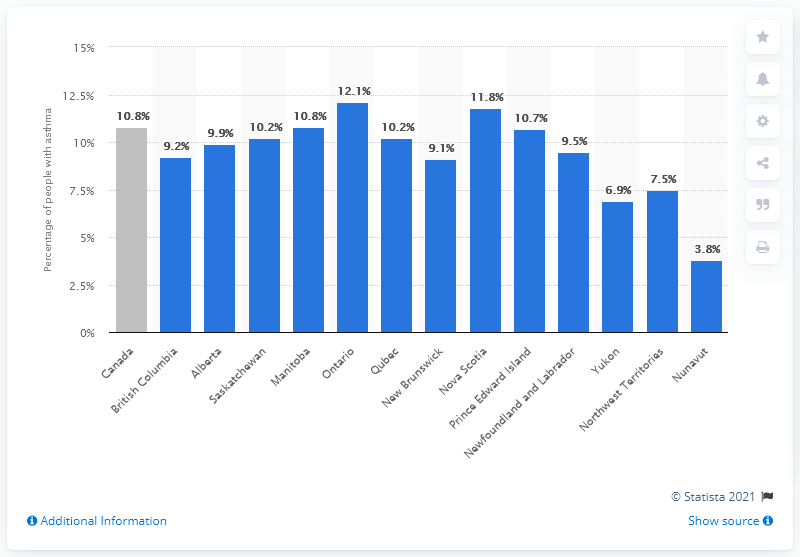 15%
12.5%
10%
7.5%
5%
2.5%
0%
Percentage of people with asthma
10.8%
9.2%
9.9%
10.2%
10.8%
12.1%
10.2%
9.1%
11.8%
10.7%
9.5%
6.9%
7.5%
3.8%
Canada
British Columbia
Alberta
Saskatchewan
Manitoba
Ontario
Qubec
New Brunswick
Nova Scotia
Prince Edward Island
Newfoundland and Labrador
Yukon
Northwest Territories
Nunavut
© Statista 2021
Additional Information
Show source